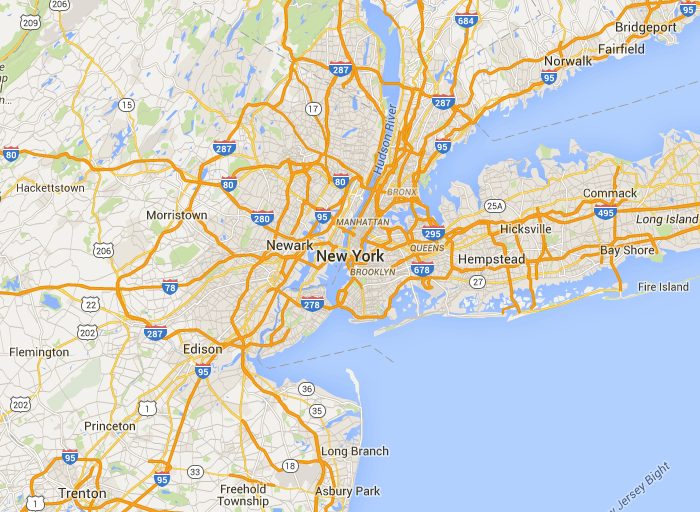 206
209
684
95
Bridgeport
Fairfield
Norwalk
95
287
209
15
17
287
Hudson River
287
95
80
80
80
Hackettstown
BRONX
Commack
Morristown
280
95
MANHATTAN
25A
495
Long Island
295
Hicksville
206
Newark
New York
QUEENS
Bay Shore
BROOKLYN
678
Hempstead
27
Fire Island
78
22
278
202
287
Flemington
Edison
95
36
202
1
35
Princeton
Long Branch
95
95
33
18
Jersey Bight
Trenton
Freehold
Township
Asbury Park
1